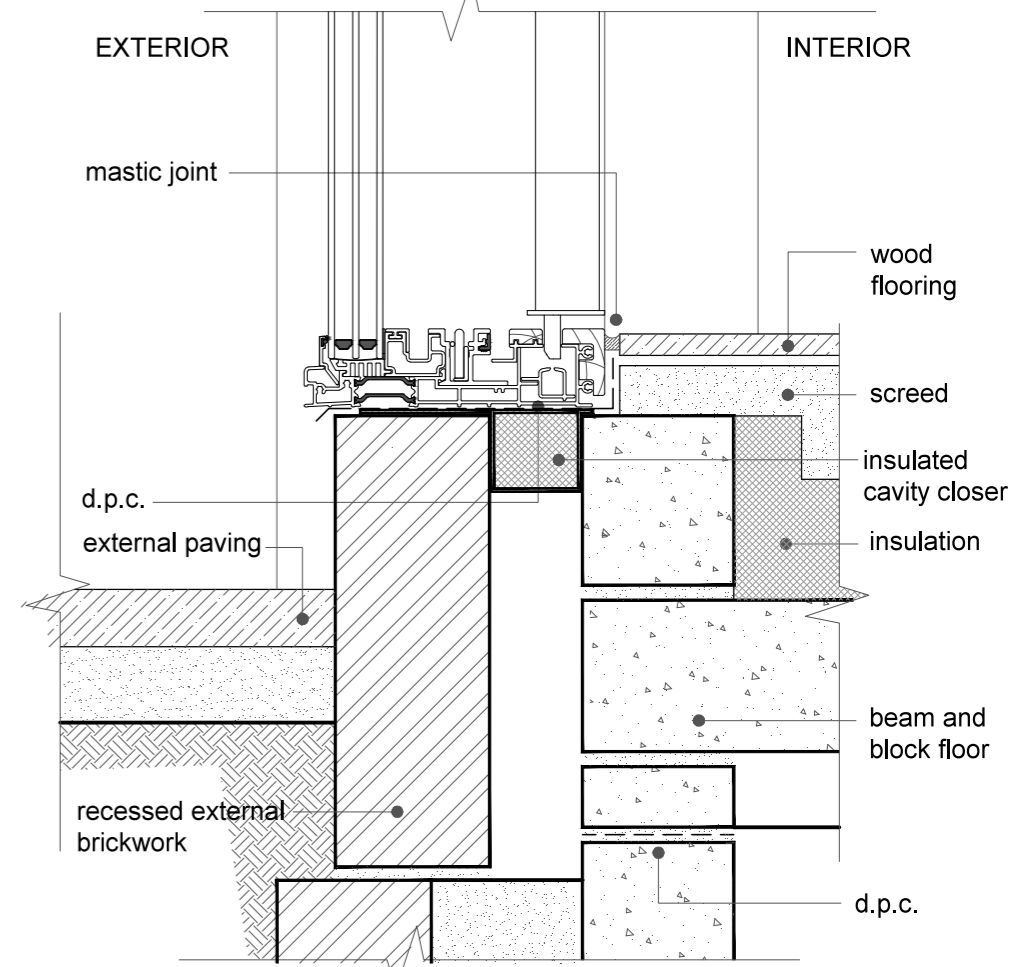 EXTERIOR
INTERIOR
mastic joint
wood
flooring
screed
insulated
cavity closer
d.p.c.
external paving
insulation
beam and
block floor
recessed external
brickwork
d.p.c.